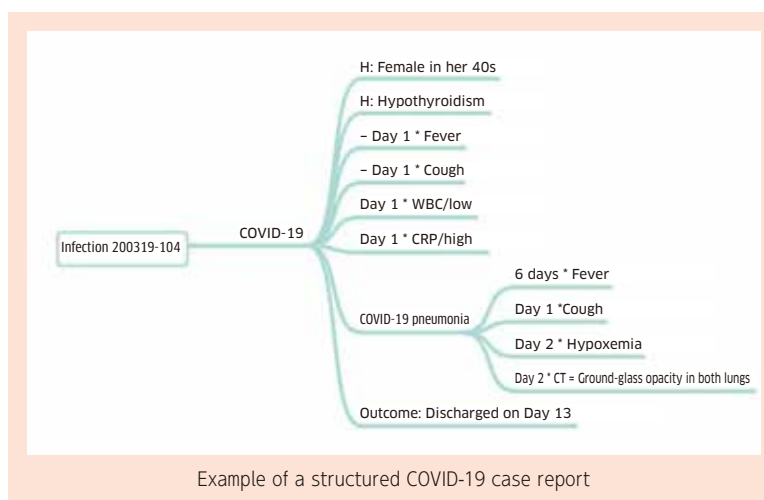 H: Female in her 40s
H: Hypothyroidism
– Day 1 * Fever
– Day 1 * Cough
Day 1 * WBC/low
Day 1 * CRP/high
Infection 200319-104
COVID-19
COVID-19 pneumonia
6 days * Fever
Day 1 *Cough
Day 2 * Hypoxemia
Day 2 * CT = Ground-glass opacity in both lungs
Outcome: Discharged on Day 13
Example of a structured COVID-19 case report